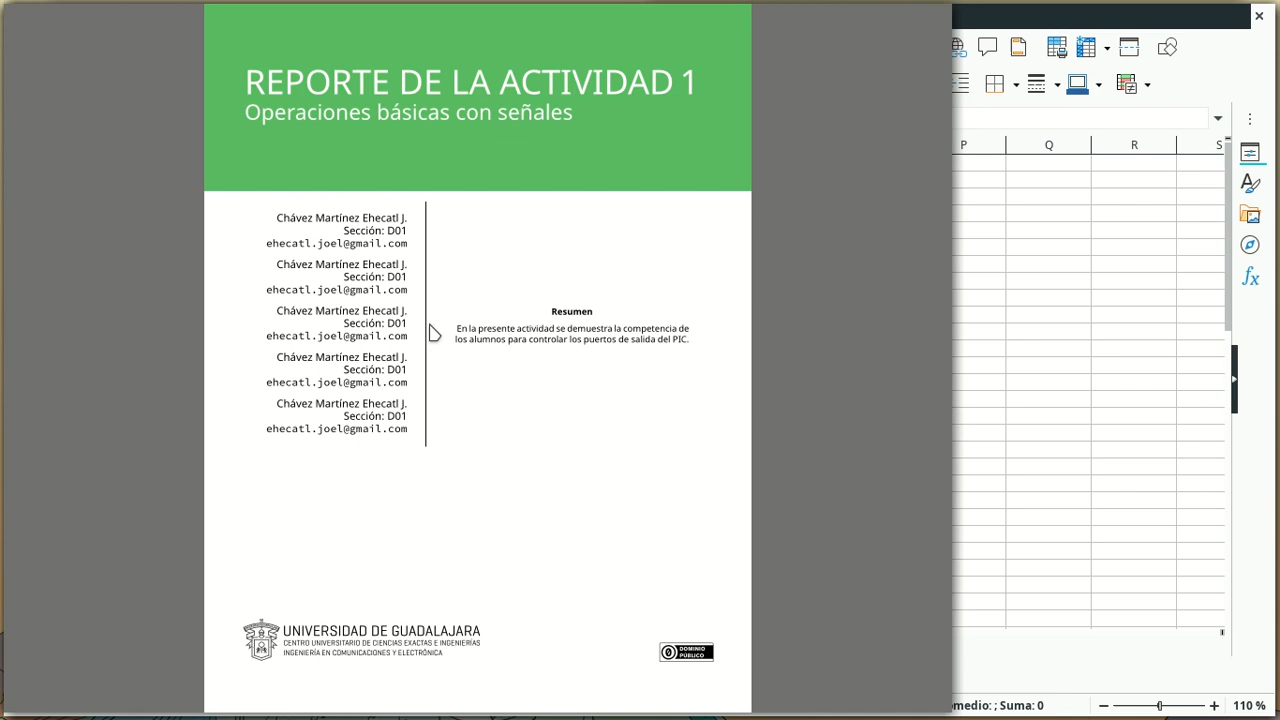 REPORTE DE LA ACTIVIDAD 1
Operaciones básicas con señales
Chávez Martínez Ehecatl J.
Sección: D01
ehecatl.joel@gmail.com
Chávez Martínez Ehecatl J.
Sección: D01
ehecatl.joel@gmail.com
Chávez Martínez Ehecatl J.
Sección: D01
ehecatl.joel@gmail.com
Chávez Martínez Ehecatl J.
Sección: D01
ehecatl.joel@gmail.com
Chávez Martínez Ehecatl J.
Sección: D01
ehecatl.joel@gmail.com
Resumen
En la presente actividad se demuestra la competencia de
los alumnos para controlar los puertos de salida del PIC.
UNIVERSIDAD DE GUADALAJARA
CENTRO UNIVERSITARIO DE CIENCIAS EXACTAS E INGENIERÍAS
INGENIERÍA EN COMUNICACIONES Y ELECTRÓNICA
DOMINIO
PÚBLICO
P Q R S
fx
medio: ; Suma: 0
110 %